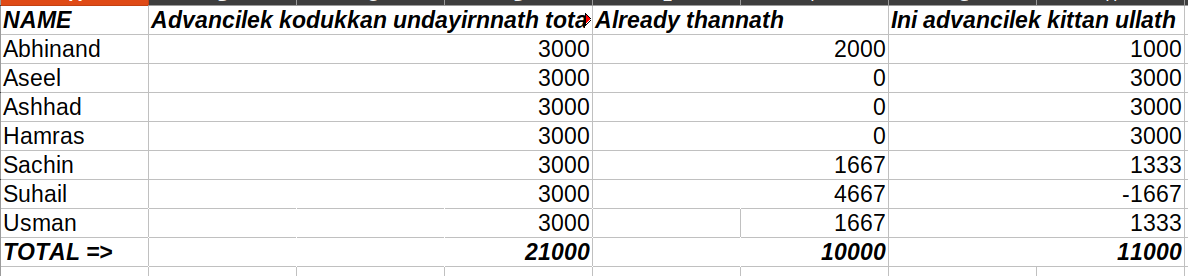 NAME Advancilek kodukkan undayirnnath tota Already thannath Ini advancilek kittan ullath
Abhinand 3000 2000 1000
Aseel 3000 0 3000
Ashhad 3000 0 3000
Hamras 3000 0 3000
Sachin 3000 1667 1333
Suhail 3000 4667 -1667
Usman 3000 1667 1333
TOTAL => 21000 10000 11000